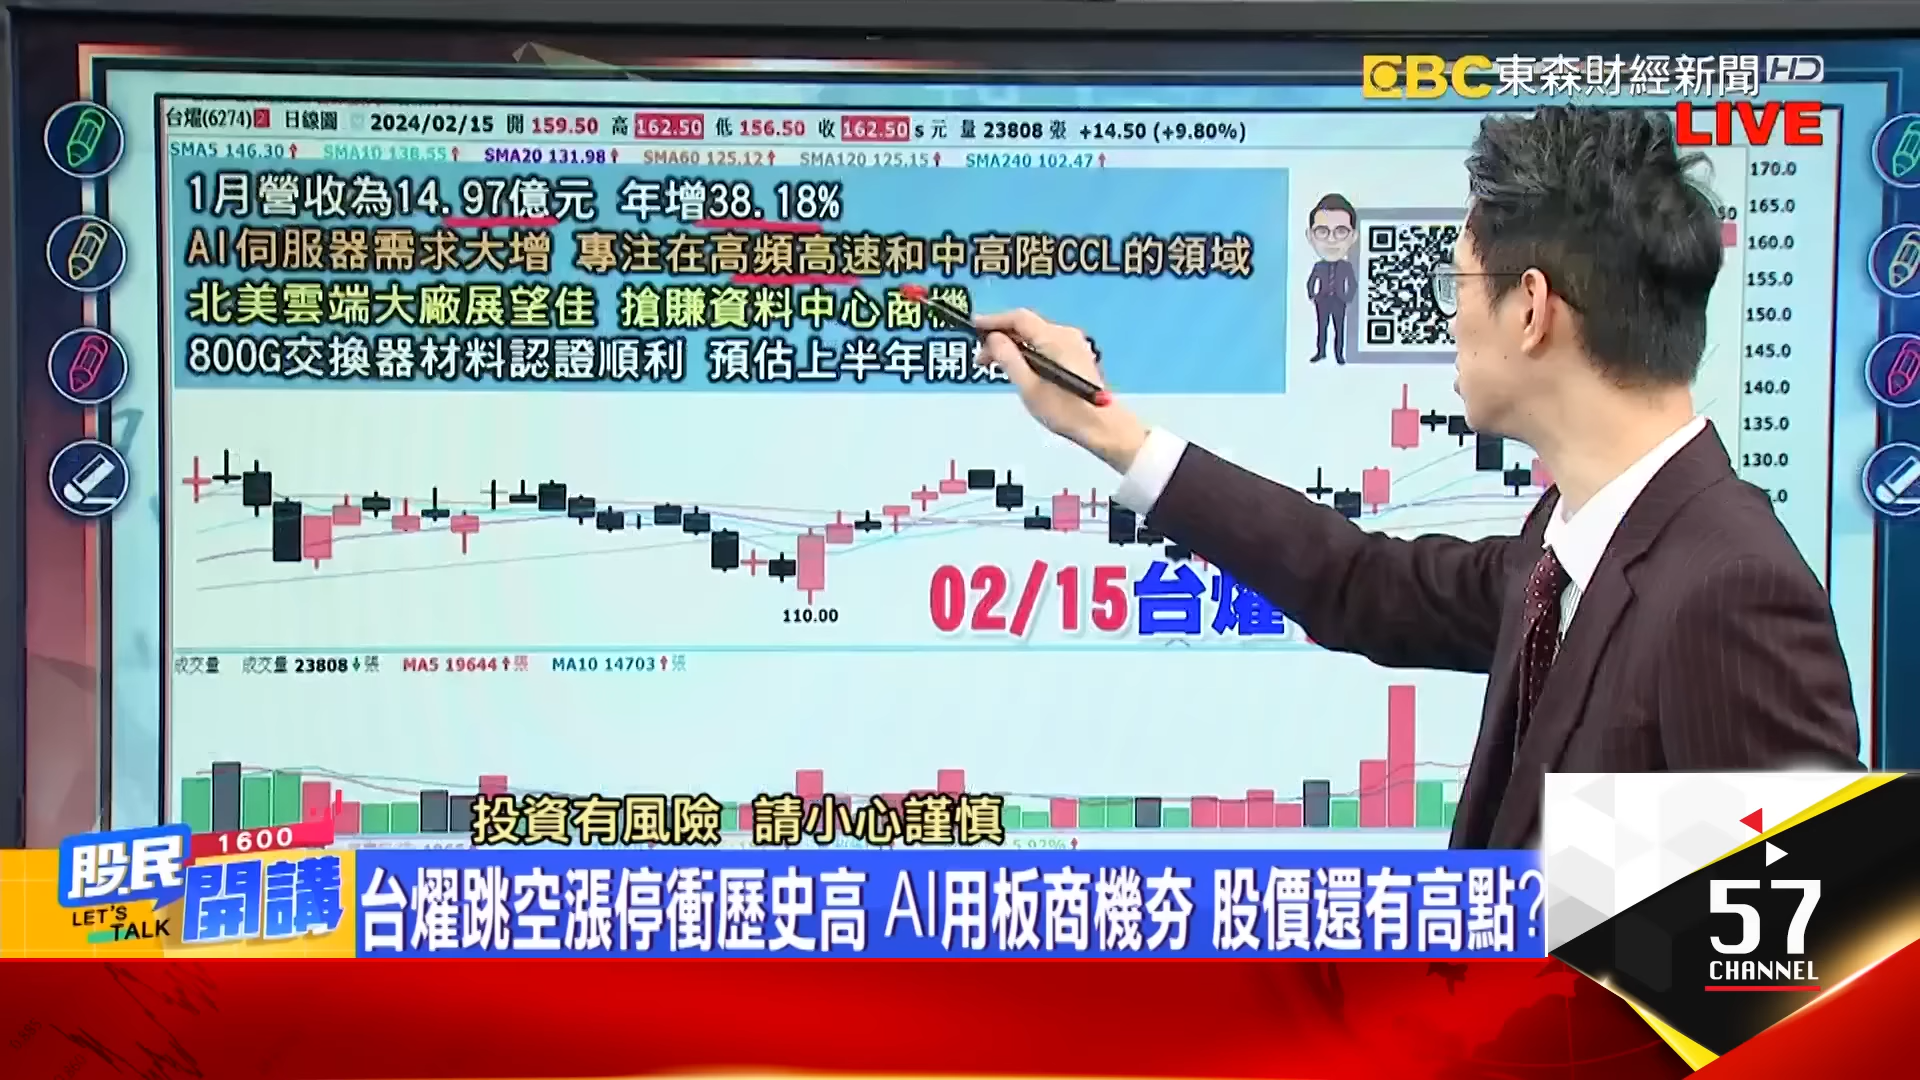 EBC東森財經新聞HD
LIVE
台燿(6274) 日線圖 2024/02/15 開 159.50 高 162.50 低 156.50 收 162.50 s 元 量 23808 張 +14.50 (+9.80%)
SMA5 146.30↑ SMA10 138.55↑ SMA20 131.98↑ SMA60 125.12↑ SMA120 125.15↑ SMA240 102.47↑
1月營收為14.97億元 年增38.18%
AI伺服器需求大增 專注在高頻高速和中高階CCL的領域
北美雲端大廠展望佳 搶賺資料中心商機
800G交換器材料認證順利 預估上半年開始
170.0
165.0
160.0
155.0
150.0
145.0
140.0
135.0
130.0
110.00
02/15台燿
成交量 成交量 23808↓張 MA5 19644↑張 MA10 14703↑張
投資有風險 請小心謹慎
1600
股民
開講
LET'S
TALK
台燿跳空漲停衝歷史高 AI用板商機夯 股價還有高點?
57
CHANNEL